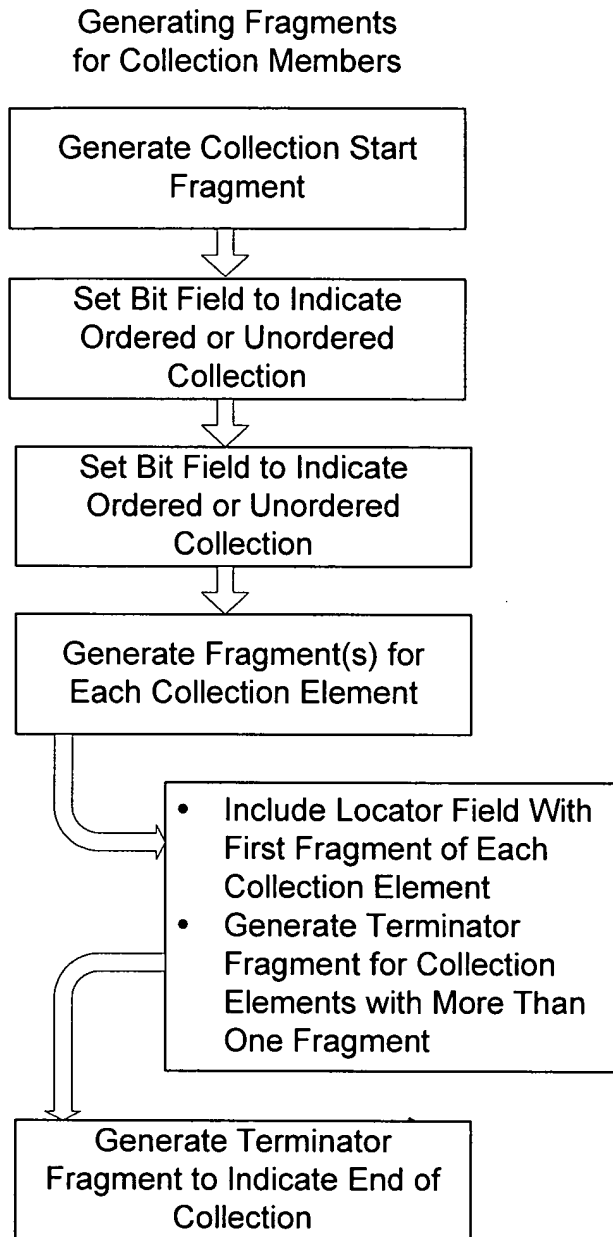 Generating Fragments
for Collection Members
Generate Collection Start
Fragment
Set Bit Field to Indicate
Ordered or Unordered
Collection
Set Bit Field to Indicate
Ordered or Unordered
Collection
Generate Fragment(s) for
Each Collection Element
• Include Locator Field With
First Fragment of Each
Collection Element
• Generate Terminator
Fragment for Collection
Elements with More Than
One Fragment
Generate Terminator
Fragment to Indicate End of
Collection